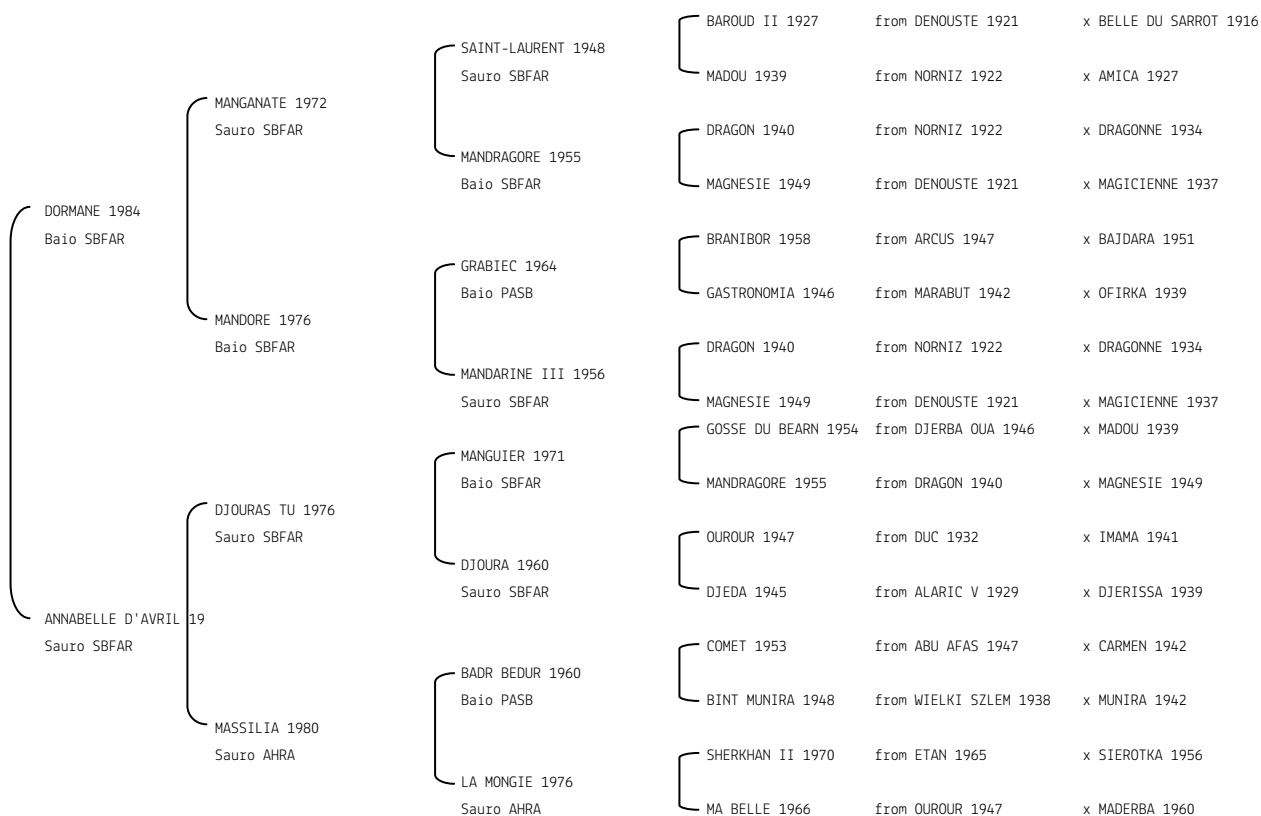 BARUD II 1927 from DENOUSTE 1921 x BELLE DU SARROT 1916
SAINT-LAURENT 1948
Sauro SBFAR
MADOU 1939 from NORNIZ 1922 x AMICA 1927
MANGANATE 1972
Sauro SBFAR
DRAGON 1940 from NORNIZ 1922 x DRAGONNE 1934
MANDRAGORE 1955
Baio SBFAR
MAGNESIE 1949 from DENOUSTE 1921 x MAGICIENNE 1937
DORMANE 1984
Baio SBFAR
BRANIBOR 1958 from ARCUS 1947 x BAJDARA 1951
GRABIEC 1964
Baio PASB
GASTRONOMIA 1946 from MARABUT 1942 x OFIRKA 1939
MANDORE 1976
Baio SBFAR
DRAGON 1940 from NORNIZ 1922 x DRAGONNE 1934
MANDARINE III 1956
Sauro SBFAR
MAGNESIE 1949 from DENOUSTE 1921 x MAGICIENNE 1937
GOSSE DU BEARN 1954 from DJERBA OUA 1946 x MADOU 1939
MANGUIER 1971
Baio SBFAR
MANDRAGORE 1955 from DRAGON 1940 x MAGNESIE 1949
DJOURAS TU 1976
Sauro SBFAR
OUROUR 1947 from DUC 1932 x IMAMA 1941
DJOURA 1960
Sauro SBFAR
DJEDA 1945 from ALARIC V 1929 x DJERISSA 1939
ANNABELLE D'AVRIL 19
Sauro SBFAR
COMET 1953 from ABU AFAS 1947 x CARMEN 1942
BADR BEDUR 1960
Baio PASB
BINT MUNIRA 1948 from WIELKI SZLEM 1938 x MUNIRA 1942
MASSILIA 1980
Sauro AHRA
SHERKHAN II 1970 from ETAN 1965 x SIEROTKA 1956
LA MONGIE 1976
Sauro AHRA
MA BELLE 1966 from OUROUR 1947 x MADERBA 1960